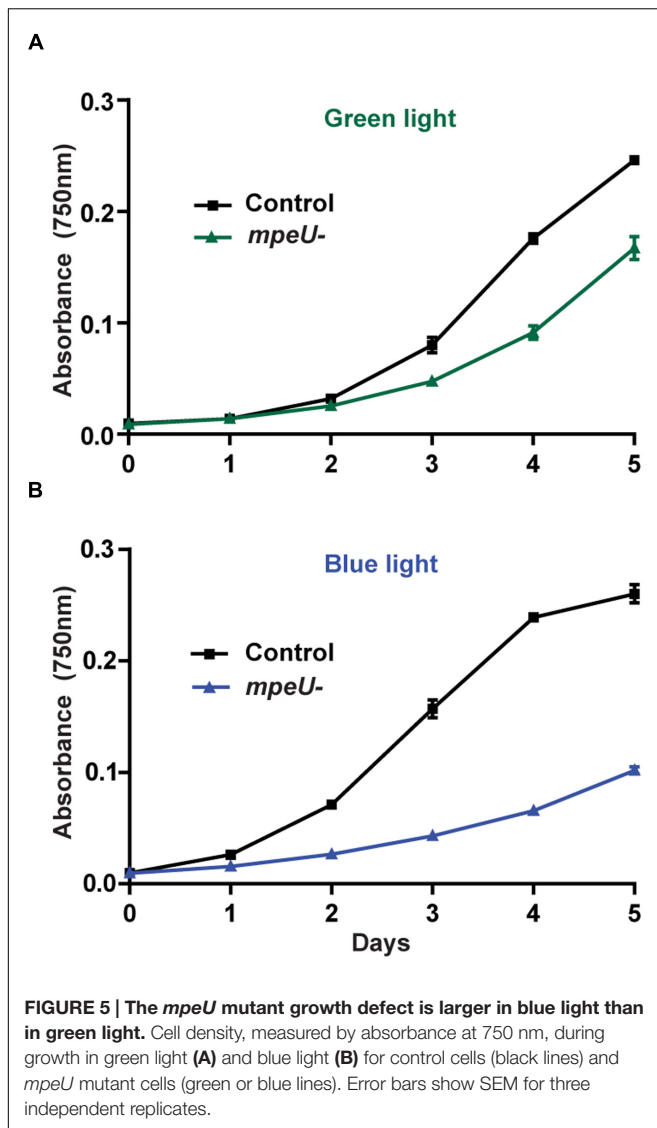 A
Green light
Control
mpeU-
Absorbance (750nm)
0.3
0.2
0.1
0.0
0 1 2 3 4 5
B
Blue light
Control
mpeU-
Absorbance (750nm)
0.3
0.2
0.1
0.0
0 1 2 3 4 5
Days
FIGURE 5 | The mpeU mutant growth defect is larger in blue light than
in green light. Cell density, measured by absorbance at 750 nm, during
growth in green light (A) and blue light (B) for control cells (black lines) and
mpeU mutant cells (green or blue lines). Error bars show SEM for three
independent replicates.